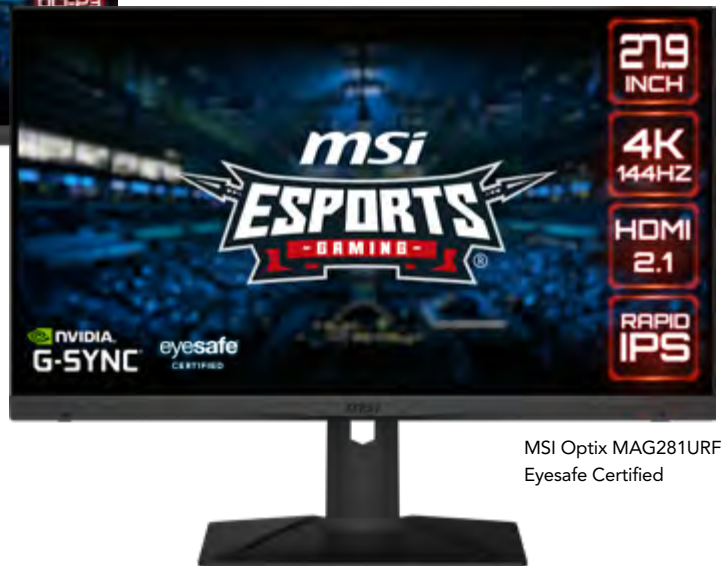 27.9
INCH
msi
4K
144HZ
ESPORTS
- GAMING -
®
HDMI
2.1
NVIDIA.
G-SYNC
eyesafe
CERTIFIED
RAPID
IPS
msi
MSI Optix MAG281URF
Eyesafe Certified